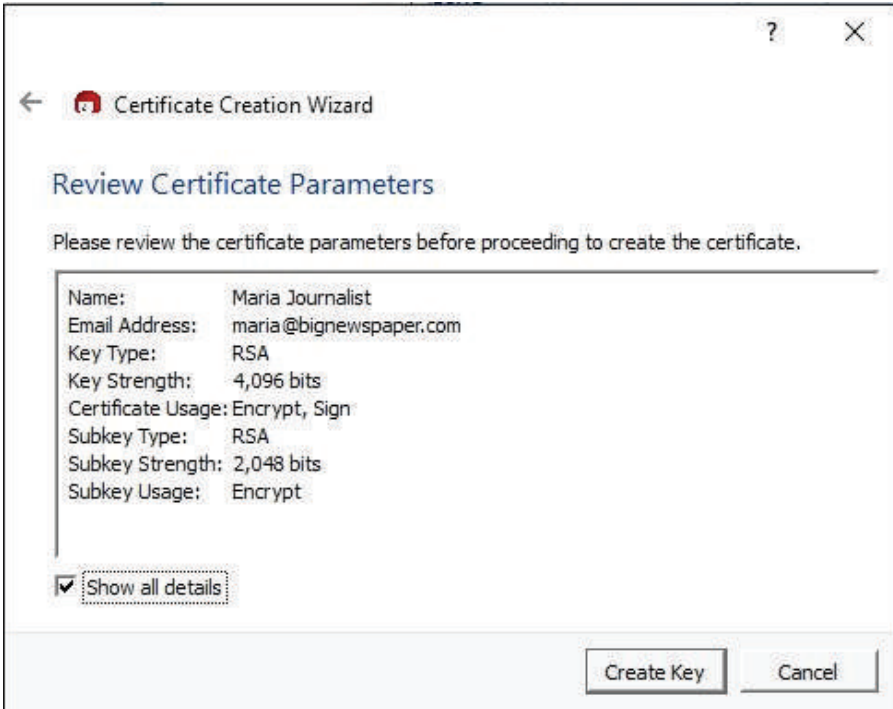 ?
Certificate Creation Wizard
Review Certificate Parameters
Please review the certificate parameters before proceeding to create the certificate.
Name: Maria Journalist
Email Address: maria@bignewspaper.com
Key Type: RSA
Key Strength: 4,096 bits
Certificate Usage: Encrypt, Sign
Subkey Type: RSA
Subkey Strength: 2,048 bits
Subkey Usage: Encrypt
Show all details
Create Key Cancel